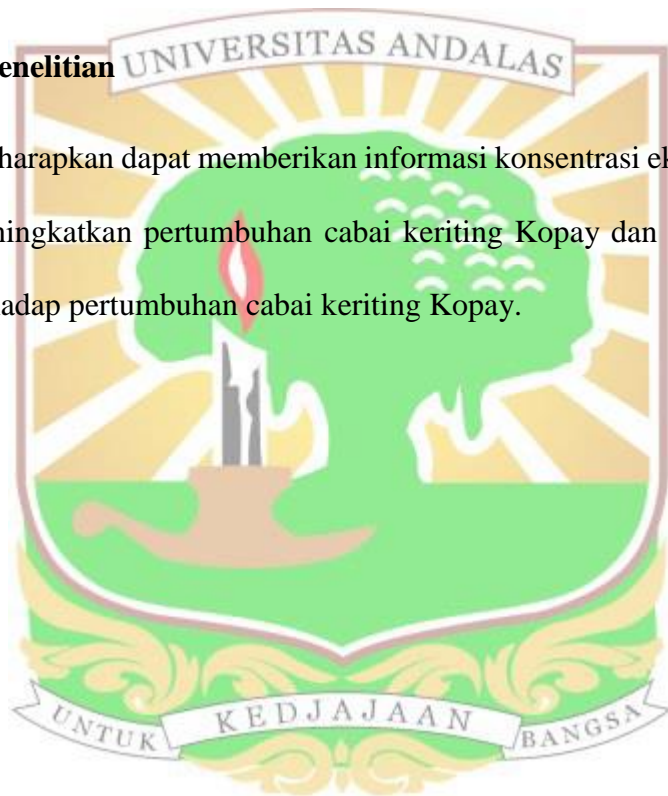 UNIVERSITAS ANDALAS
enelitian
harapkan dapat memberikan informasi konsentrasi ek
ningkatkan pertumbuhan cabai keriting Kopay dan
adap pertumbuhan cabai keriting Kopay.
UNTUK KEDJAJAAN BANGSA